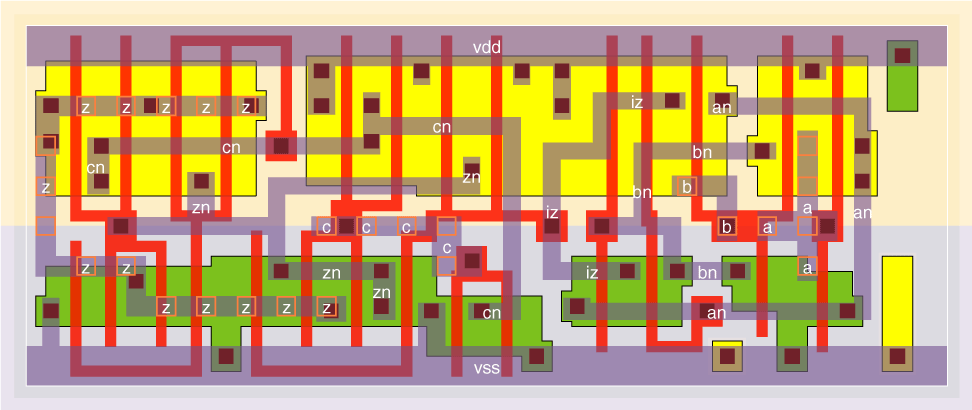 vdd
z z z z z
iz an
cn
cn bn
cn zn
z b
bn
zn iz a an
c c c b a
c
z z zn iz bn a
zn
z z z z z cn an
vss